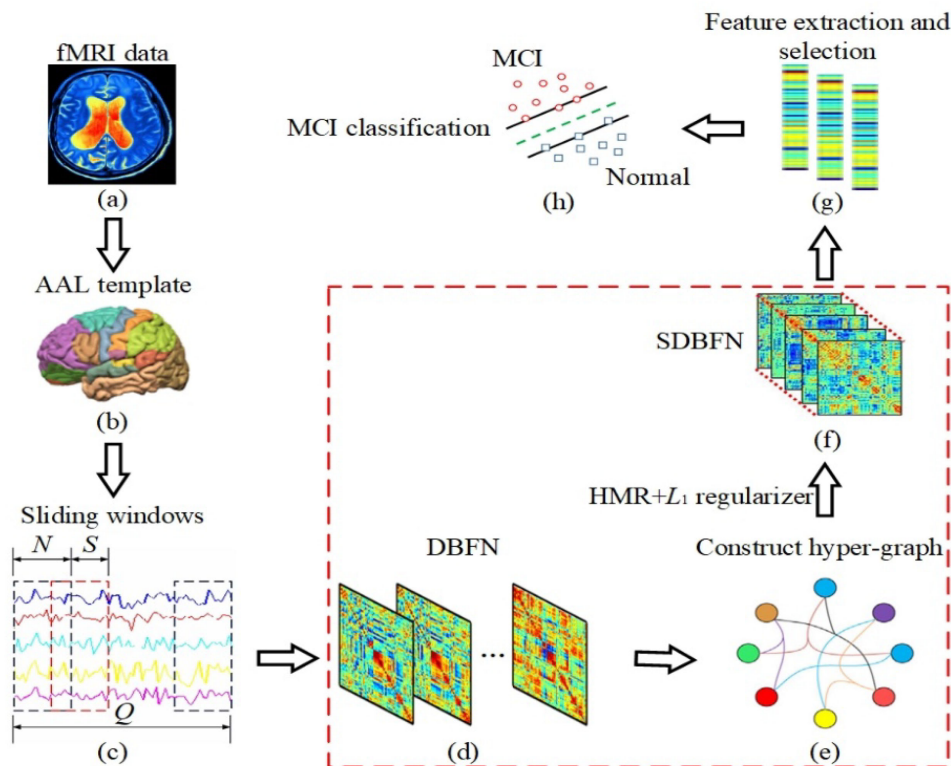 fMRI data
(a)
AAL template
(b)
Sliding windows
N S
Q
(c)
DBFN
...
(d)
Construct hyper-graph
(e)
HMR+L₁ regularizer
SDBFN
(f)
Feature extraction and
selection
(g)
MCI
MCI classification
Normal
(h)